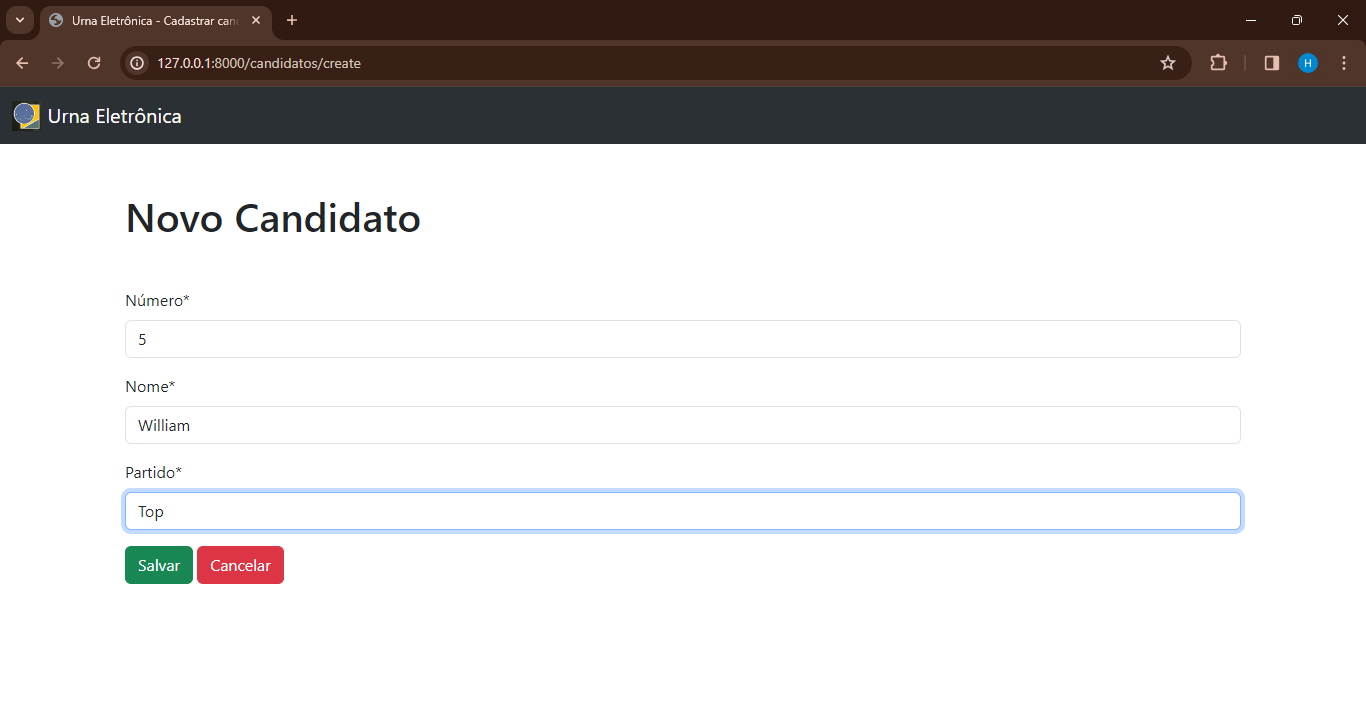 Urna Eletrônica - Cadastrar can
127.0.0.1:8000/candidatos/create
H
Urna Eletrônica
Novo Candidato
Número*
5
Nome*
William
Partido*
Top
Salvar Cancelar